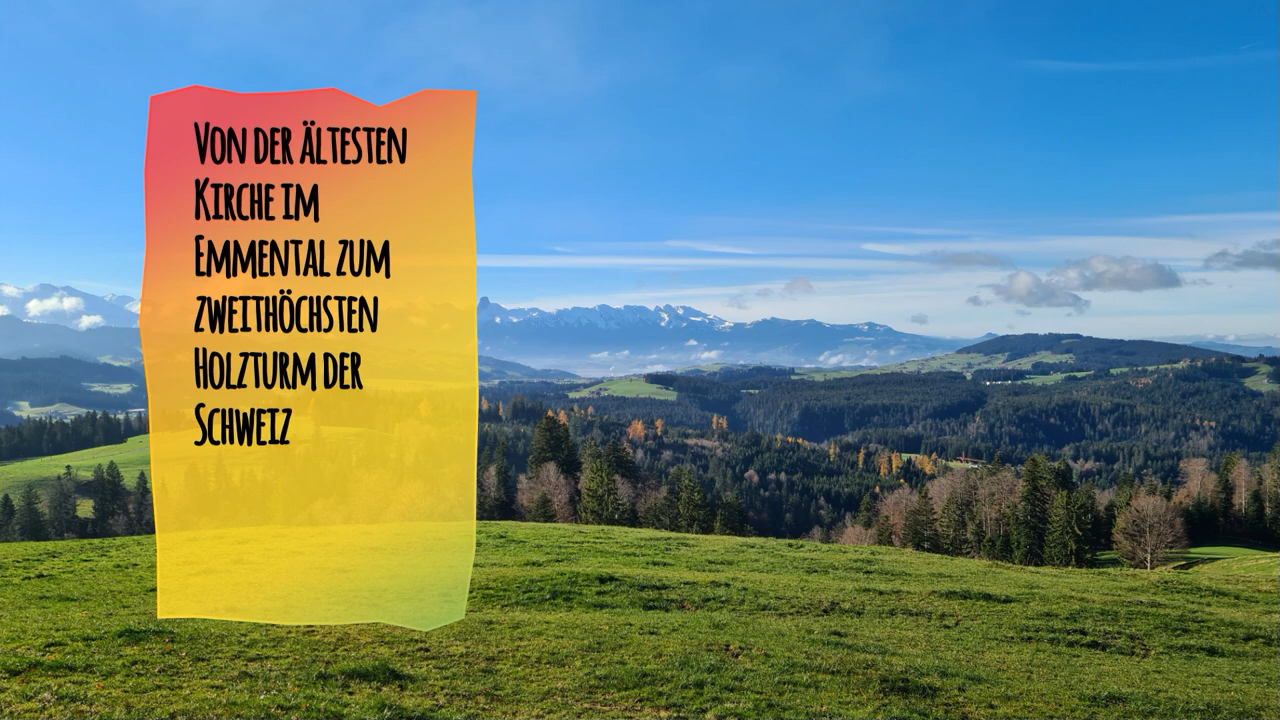 Von der ältesten
Kirche im
Emmental zum
zweithöchsten
Holzturm der
Schweiz